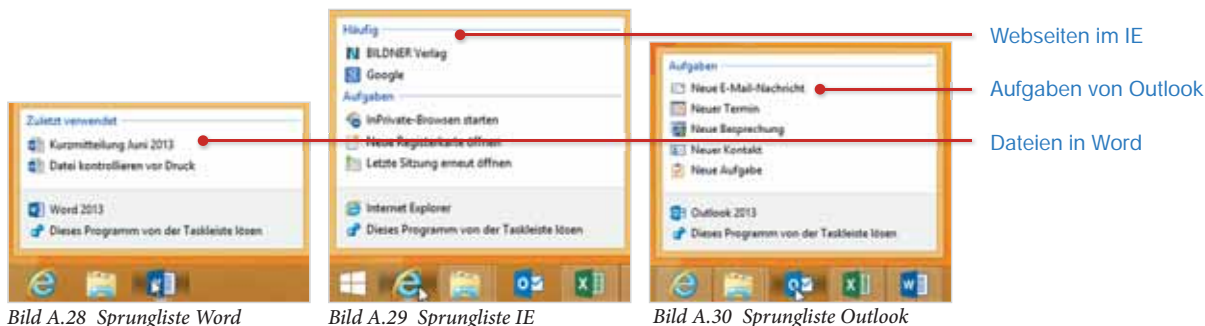 Zuletzt verwendet
Kurzmitteilung Juni 2013
Datei kontrollieren vor Druck
Word 2013
Dieses Programm von der Taskleiste lösen
Bild A.28 Sprungliste Word
Häufig
BILDNER Verlag
Google
Aufgaben
InPrivate-Browsen starten
Neue Registerkarte öffnen
Letzte Sitzung erneut öffnen
Internet Explorer
Dieses Programm von der Taskleiste lösen
Bild A.29 Sprungliste IE
Aufgaben
Neue E-Mail-Nachricht
Neuer Termin
Neue Besprechung
Neuer Kontakt
Neue Aufgabe
Outlook 2013
Dieses Programm von der Taskleiste lösen
Bild A.30 Sprungliste Outlook
Webseiten im IE
Aufgaben von Outlook
Dateien in Word